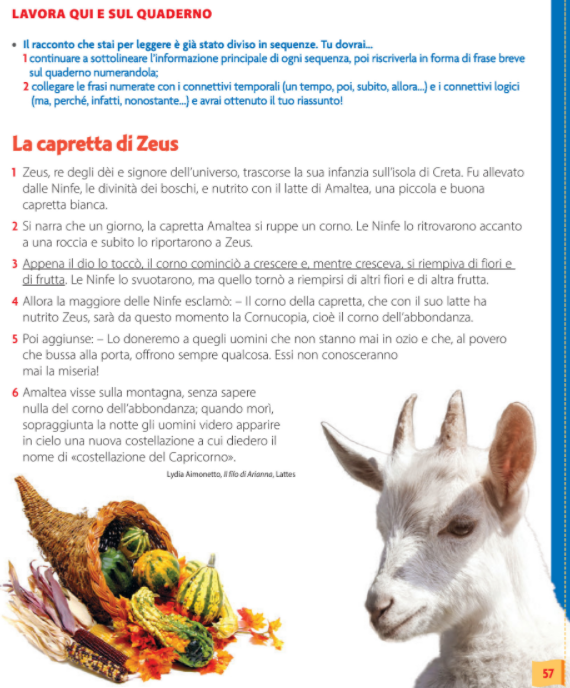 LAVORA QUI E SUL QUADERNO
• Il racconto che stai per leggere è già stato diviso in sequenze. Tu dovrai...
1 continuare a sottolineare l'informazione principale di ogni sequenza, poi riscriverla in forma di frase breve
sul quaderno numerandola;
2 collegare le frasi numerate con i connettivi temporali (un tempo, poi, subito, allora...) e i connettivi logici
(ma, perché, infatti, nonostante...) e avrai ottenuto il tuo riassunto!
La capretta di Zeus
1 Zeus, re degli dèi e signore dell'universo, trascorse la sua infanzia sull'isola di Creta. Fu allevato
dalle Ninfe, le divinità dei boschi, e nutrito con il latte di Amaltea, una piccola e buona
capretta bianca.
2 Si narra che un giorno, la capretta Amaltea si ruppe un corno. Le Ninfe lo ritrovarono accanto
a una roccia e subito lo riportarono a Zeus.
3 Appena il dio lo toccò, il corno cominciò a crescere e, mentre cresceva, si riempiva di fiori e
di frutta. Le Ninfe lo svuotarono, ma quello tornò a riempirsi di altri fiori e di altra frutta.
4 Allora la maggiore delle Ninfe esclamò: – Il corno della capretta, che con il suo latte ha
nutrito Zeus, sarà da questo momento la Cornucopia, cioè il corno dell'abbondanza.
5 Poi aggiunse: – Lo doneremo a quegli uomini che non stanno mai in ozio e che, al povero
che bussa alla porta, offrono sempre qualcosa. Essi non conosceranno
mai la miseria!
6 Amaltea visse sulla montagna, senza sapere
nulla del corno dell'abbondanza; quando morì,
sopraggiunta la notte gli uomini videro apparire
in cielo una nuova costellazione a cui diedero il
nome di «costellazione del Capricorno».
Lydia Aimonetto, Il filo di Arianna, Lattes
57